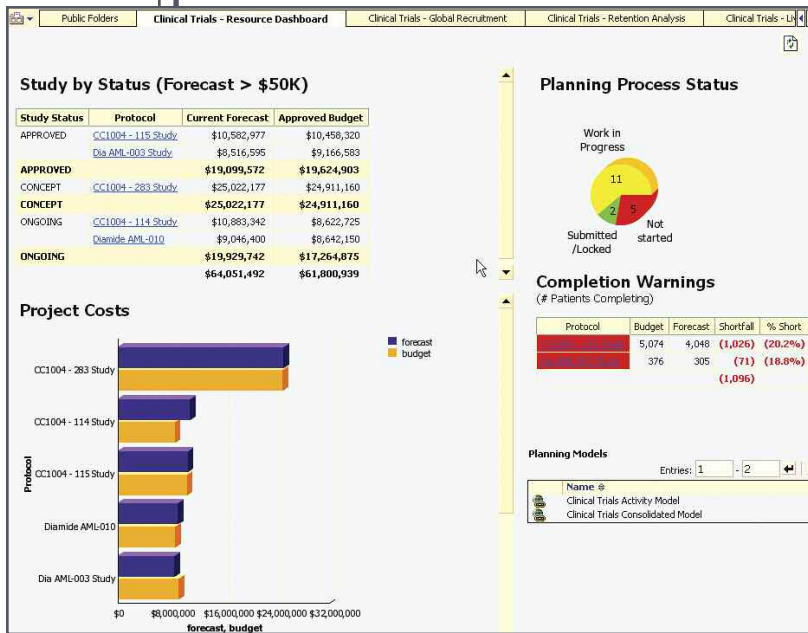 Public Folders Clinical Trials - Resource Dashboard Clinical Trials - Global Recruitment Clinical Trials - Retention Analysis Clinical Trials - Li
Study by Status (Forecast > $50K)
Study Status Protocol Current Forecast Approved Budget
APPROVED CC1004 - 115 Study $10,582,977 $10,458,320
Dia AML-003 Study $8,516,595 $9,166,583
APPROVED $19,099,572 $19,624,903
CONCEPT CC1004 - 283 Study $25,022,177 $24,911,160
CONCEPT $25,022,177 $24,911,160
ONGOING CC1004 - 114 Study $10,883,342 $8,622,725
Diamide AML-010 $9,046,400 $8,642,150
ONGOING $19,929,742 $17,264,875
$64,051,492 $61,800,939
Project Costs
forecast
budget
CC1004 - 283 Study
CC1004 - 114 Study
CC1004 - 115 Study
Diamide AML-010
Dia AML-003 Study
Protocol
$0 $8,000,000 $16,000,000 $24,000,000 $32,000,000
forecast, budget
Planning Process Status
Work in
Progress
11
2 5
Not
started
Submitted
/Locked
Completion Warnings
(# Patients Completing)
Protocol Budget Forecast Shortfall % Short
5,074 4,048 (1,026) (20.2%)
376 305 (71) (18.8%)
(1,096)
Planning Models
Entries: 1 - 2
Name
Clinical Trials Activity Model
Clinical Trials Consolidated Model